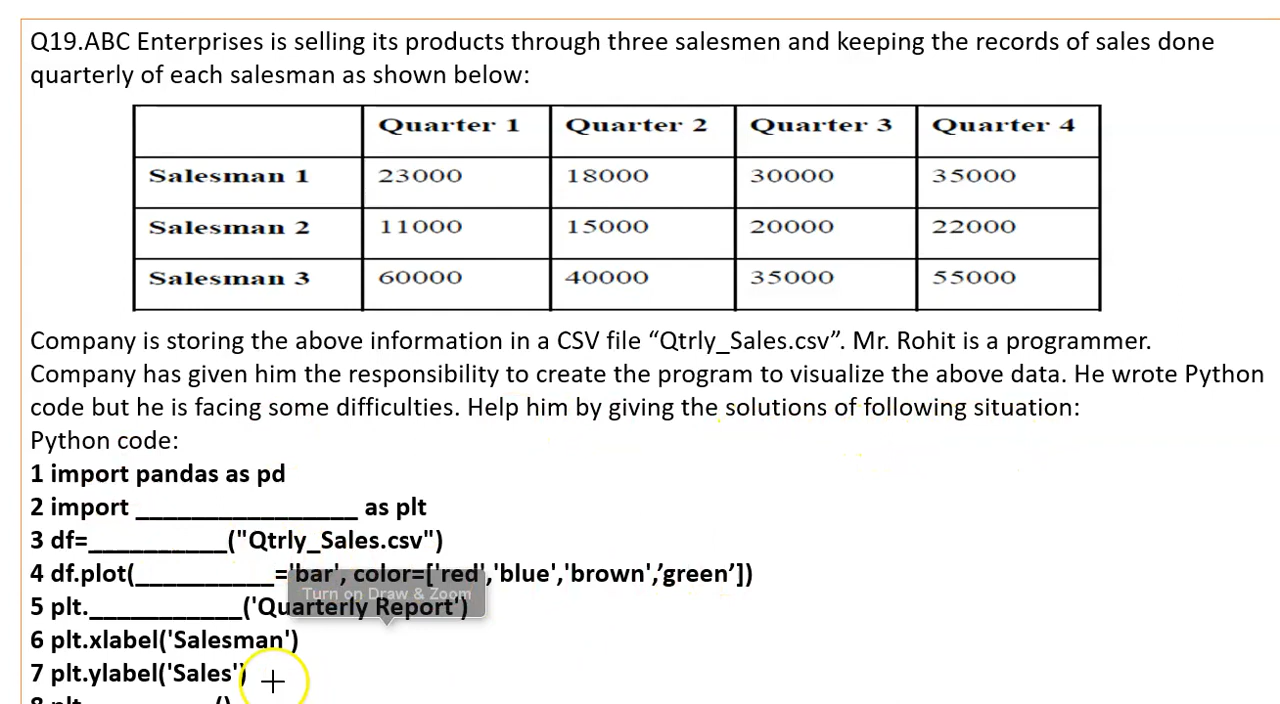 Q19.ABC Enterprises is selling its products through three salesmen and keeping the records of sales done
quarterly of each salesman as shown below:
Quarter 1 Quarter 2 Quarter 3 Quarter 4
Salesman 1 23000 18000 30000 35000
Salesman 2 11000 15000 20000 22000
Salesman 3 60000 40000 35000 55000
Company is storing the above information in a CSV file “Qtrly_Sales.csv”. Mr. Rohit is a programmer.
Company has given him the responsibility to create the program to visualize the above data. He wrote Python
code but he is facing some difficulties. Help him by giving the solutions of following situation:
Python code:
1 import pandas as pd
2 import ________________ as plt
3 df=__________("Qtrly_Sales.csv")
4 df.plot(__________='bar', color=['red','blue','brown',’green’])
Turn on Draw & Zoom
5 plt.___________('Quarterly Report')
6 plt.xlabel('Salesman')
7 plt.ylabel('Sales')
8 plt._________()